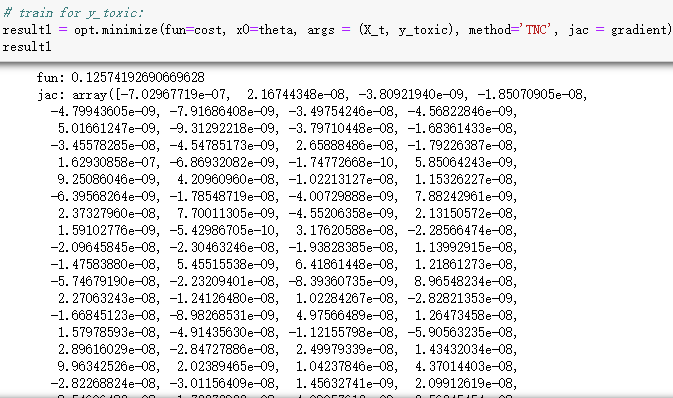 # train for y_toxic:
result1 = opt.minimize(fun=cost, x0=theta, args = (X_t, y_toxic), method='TNC', jac = gradient)
result1
fun: 0.12574192690669628
jac: array([-7.02967719e-07, 2.16744348e-08, -3.80921940e-09, -1.85070905e-08,
-4.79943605e-09, -7.91686408e-09, -3.49754246e-08, -4.56822846e-09,
5.01661247e-09, -9.31292218e-09, -3.79710448e-08, -1.68361433e-08,
-3.45578285e-08, -4.54785173e-09, 2.65888486e-08, -1.79226387e-08,
1.62930858e-07, -6.86932082e-09, -1.74772668e-10, 5.85064243e-09,
9.25086046e-09, 4.20960960e-08, -1.02213127e-08, 1.15326227e-08,
-6.39568264e-09, -1.78548719e-08, -4.00729888e-09, 7.88242961e-09,
2.37327960e-08, 7.70011305e-09, -4.55206358e-09, 2.13150572e-08,
1.59102776e-09, -5.42986705e-10, 3.17620588e-08, -2.28566474e-08,
-2.09645845e-08, -2.30463246e-08, -1.93828385e-08, 1.13992915e-08,
-1.47583880e-08, 5.45515538e-09, 6.41861448e-08, 1.21861273e-08,
-5.74679190e-08, -2.23209401e-08, -8.39360735e-09, 8.96548234e-08,
2.27063243e-08, -1.24126480e-08, 1.02284267e-08, -2.82821353e-09,
-1.66845123e-08, -8.98268531e-09, 4.97566489e-08, 1.26473458e-08,
1.57978593e-08, -4.91435630e-08, -1.12155798e-08, -5.90563235e-08,
2.89616029e-08, -2.84727886e-08, 2.49979339e-08, 1.43432034e-08,
9.96342526e-08, 2.02389465e-09, 1.04237846e-08, 4.37014403e-08,
-2.82268824e-08, -3.01156409e-08, 1.45632741e-09, 2.09912619e-08,